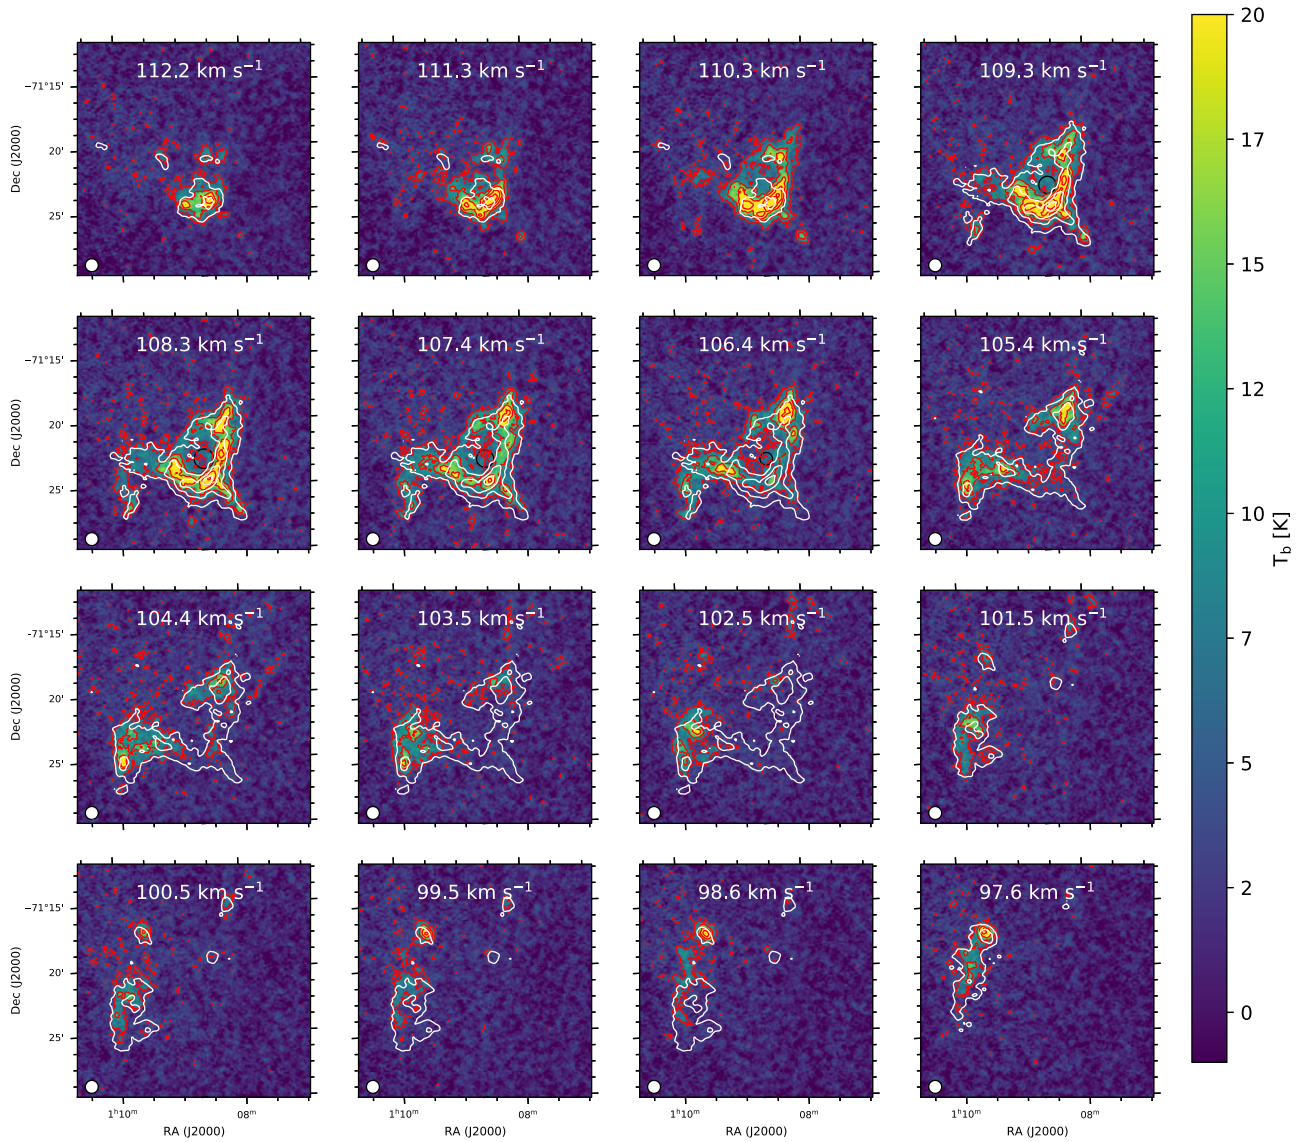 112.2 km s⁻¹
111.3 km s⁻¹
110.3 km s⁻¹
109.3 km s⁻¹
−71°15'
20'
25'
Dec (J2000)
108.3 km s⁻¹
107.4 km s⁻¹
106.4 km s⁻¹
105.4 km s⁻¹
−71°15'
20'
25'
Dec (J2000)
104.4 km s⁻¹
103.5 km s⁻¹
102.5 km s⁻¹
101.5 km s⁻¹
−71°15'
20'
25'
Dec (J2000)
100.5 km s⁻¹
99.5 km s⁻¹
98.6 km s⁻¹
97.6 km s⁻¹
−71°15'
20'
25'
Dec (J2000)
1ʰ10ᵐ
08ᵐ
1ʰ10ᵐ
08ᵐ
1ʰ10ᵐ
08ᵐ
1ʰ10ᵐ
08ᵐ
RA (J2000)
RA (J2000)
RA (J2000)
RA (J2000)
20
17
15
12
10
7
5
2
0
T_b [K]